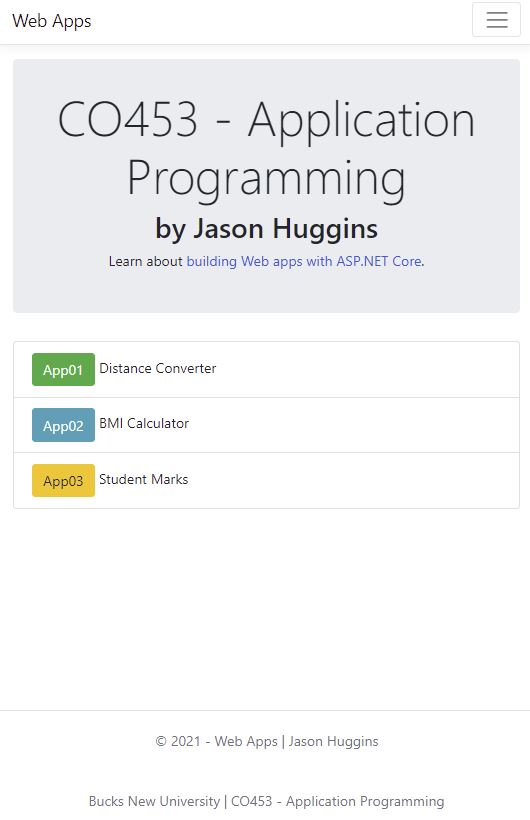 Web Apps
CO453 - Application
Programming
by Jason Huggins
Learn about building Web apps with ASP.NET Core.
App01 Distance Converter
App02 BMI Calculator
App03 Student Marks
© 2021 - Web Apps | Jason Huggins
Bucks New University | CO453 - Application Programming